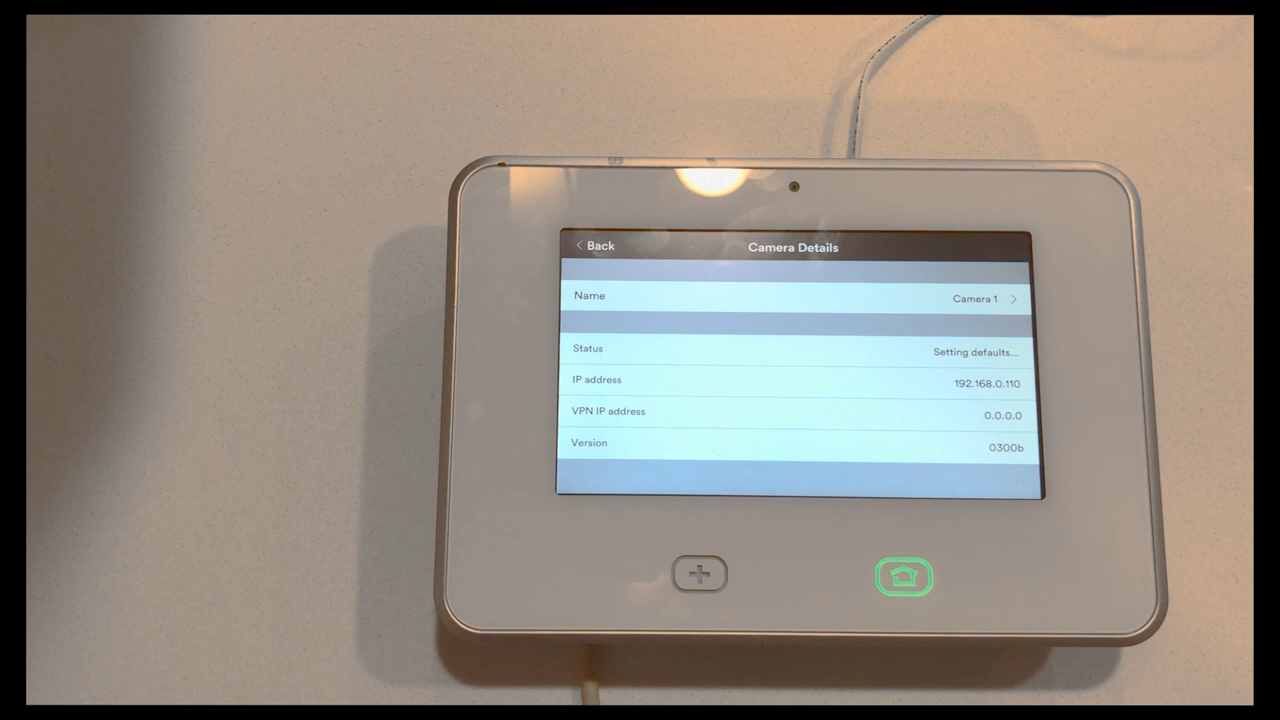 Back
Camera Details
Name
Camera 1
Status
Setting defaults...
IP address
192.168.0.110
VPN IP address
0.0.0.0
Version
0300b